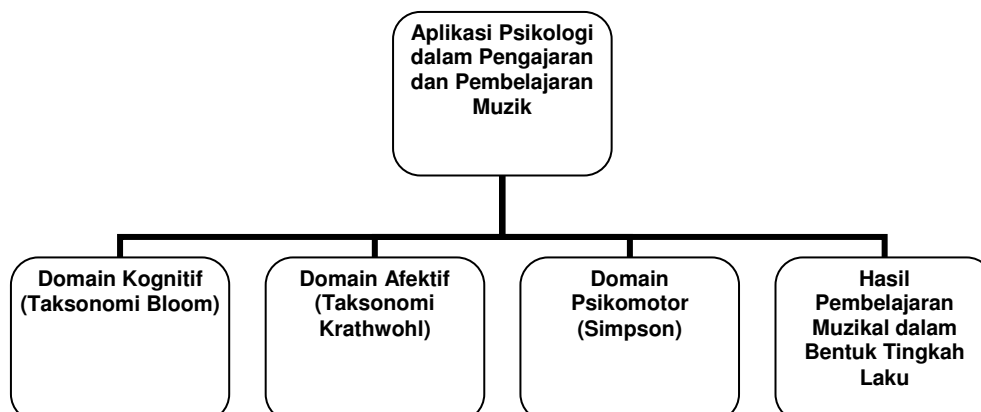 Aplikasi Psikologi
dalam Pengajaran
dan Pembelajaran
Muzik
Domain Kognitif
(Taksonomi Bloom)
Domain Afektif
(Taksonomi
Krathwohl)
Domain
Psikomotor
(Simpson)
Hasil
Pembelajaran
Muzikal dalam
Bentuk Tingkah
Laku